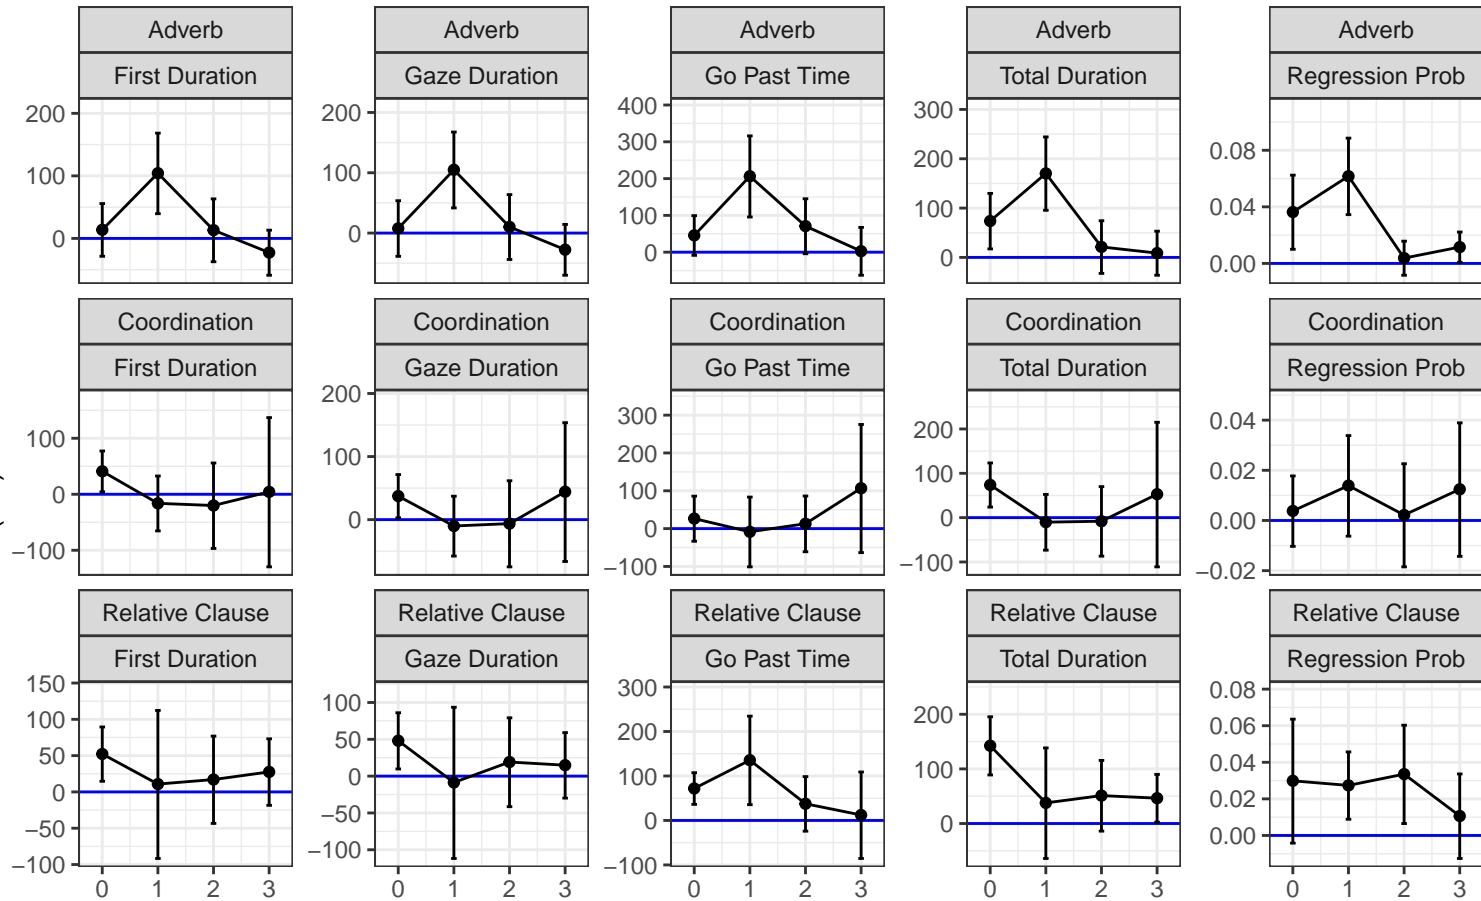 Adverb Adverb Adverb Adverb Adverb
First Duration Gaze Duration Go Past Time Total Duration Regression Prob
200 200 400 300 0.08
100 100 300 200 0.04
0 0 200 100 0.00
100 0
0
Coordination Coordination Coordination Coordination Coordination
First Duration Gaze Duration Go Past Time Total Duration Regression Prob
100 200 300 200 0.04
0 100 200 100 0.02
−100 0 100 0 0.00
0 −100 −0.02
−100
Relative Clause Relative Clause Relative Clause Relative Clause Relative Clause
First Duration Gaze Duration Go Past Time Total Duration Regression Prob
150 100 300 200 0.08
100 50 200 100 0.06
50 0 100 0 0.04
0 −50 0 0.02
−50 −100 −100 0.00
−100
0 1 2 3 0 1 2 3 0 1 2 3 0 1 2 3 0 1 2 3